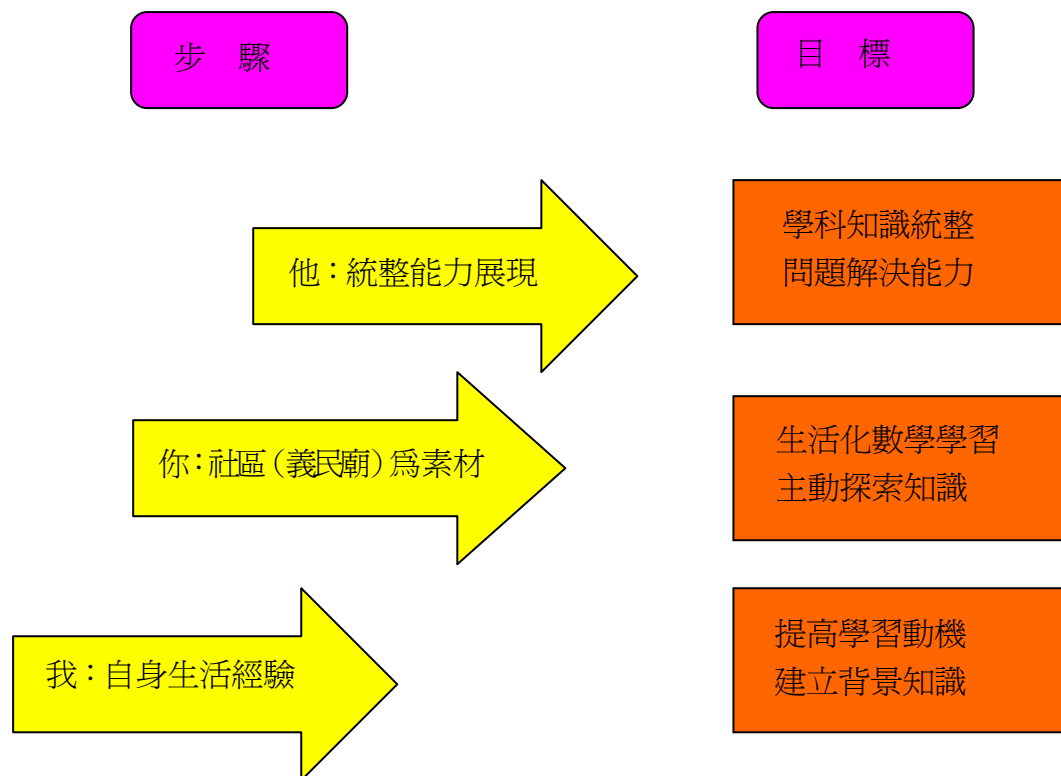 步　驟
目　標
他：統整能力展現
學科知識統整
問題解決能力
你：社區（義民廟）為素材
生活化數學學習
主動探索知識
我：自身生活經驗
提高學習動機
建立背景知識